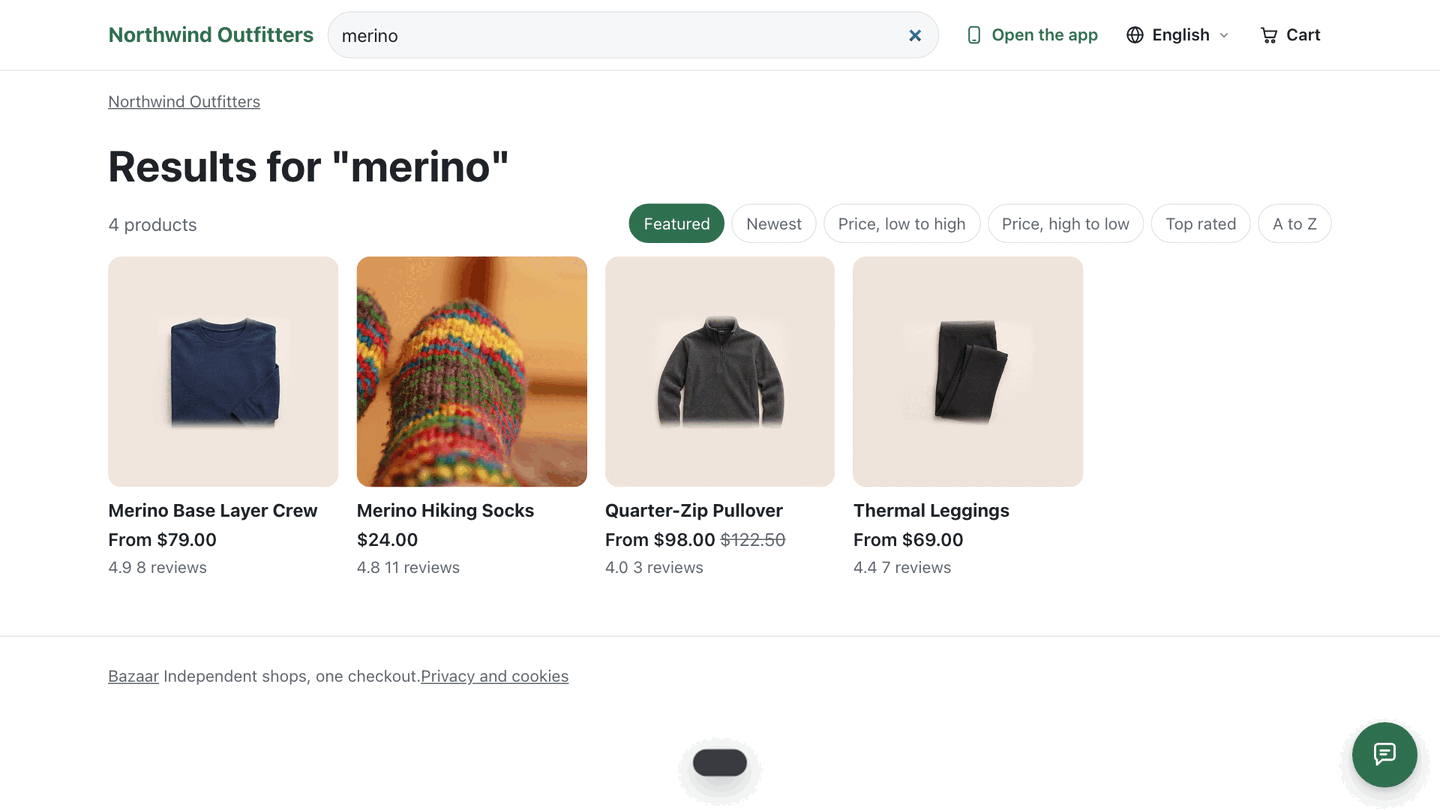 Northwind Outfitters
merino
Open the app
English
Cart
Northwind Outfitters
Results for "merino"
4 products
Featured
Newest
Price, low to high
Price, high to low
Top rated
A to Z
Merino Base Layer Crew
From $79.00
4.9 8 reviews
Merino Hiking Socks
$24.00
4.8 11 reviews
Quarter-Zip Pullover
From $98.00 $122.50
4.0 3 reviews
Thermal Leggings
From $69.00
4.4 7 reviews
Bazaar Independent shops, one checkout.Privacy and cookies